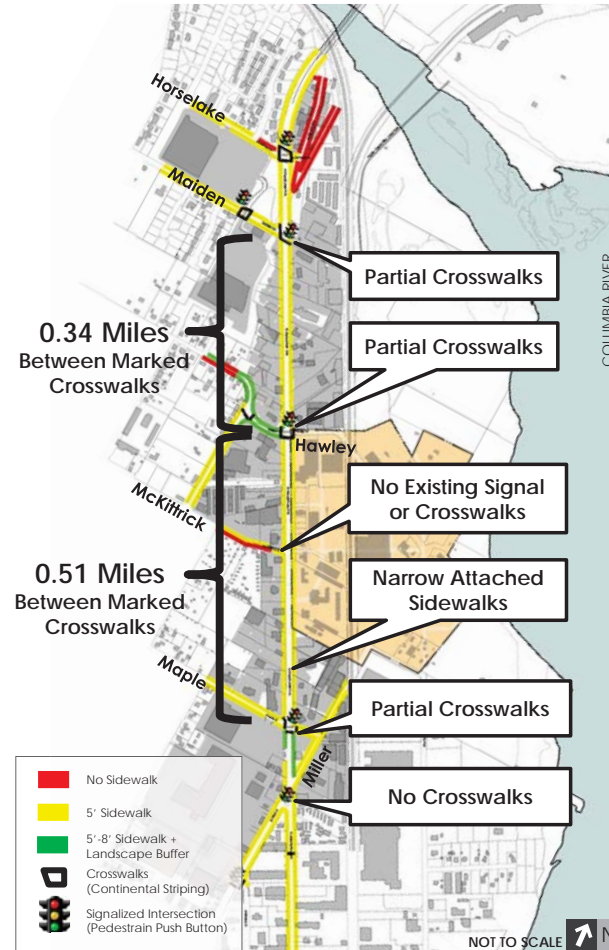 Horselake
Maiden
Partial Crosswalks
COLUMBIA RIVER
0.34 Miles
Between Marked
Crosswalks
Partial Crosswalks
Hawley
McKittrick
No Existing Signal
or Crosswalks
0.51 Miles
Between Marked
Crosswalks
Narrow Attached
Sidewalks
Maple
Partial Crosswalks
Miller
No Crosswalks
No Sidewalk
5’ Sidewalk
5’-8’ Sidewalk +
Landscape Buffer
Crosswalks
(Continental Striping)
Signalized Intersection
(Pedestrain Push Button)
NOT TO SCALE
N